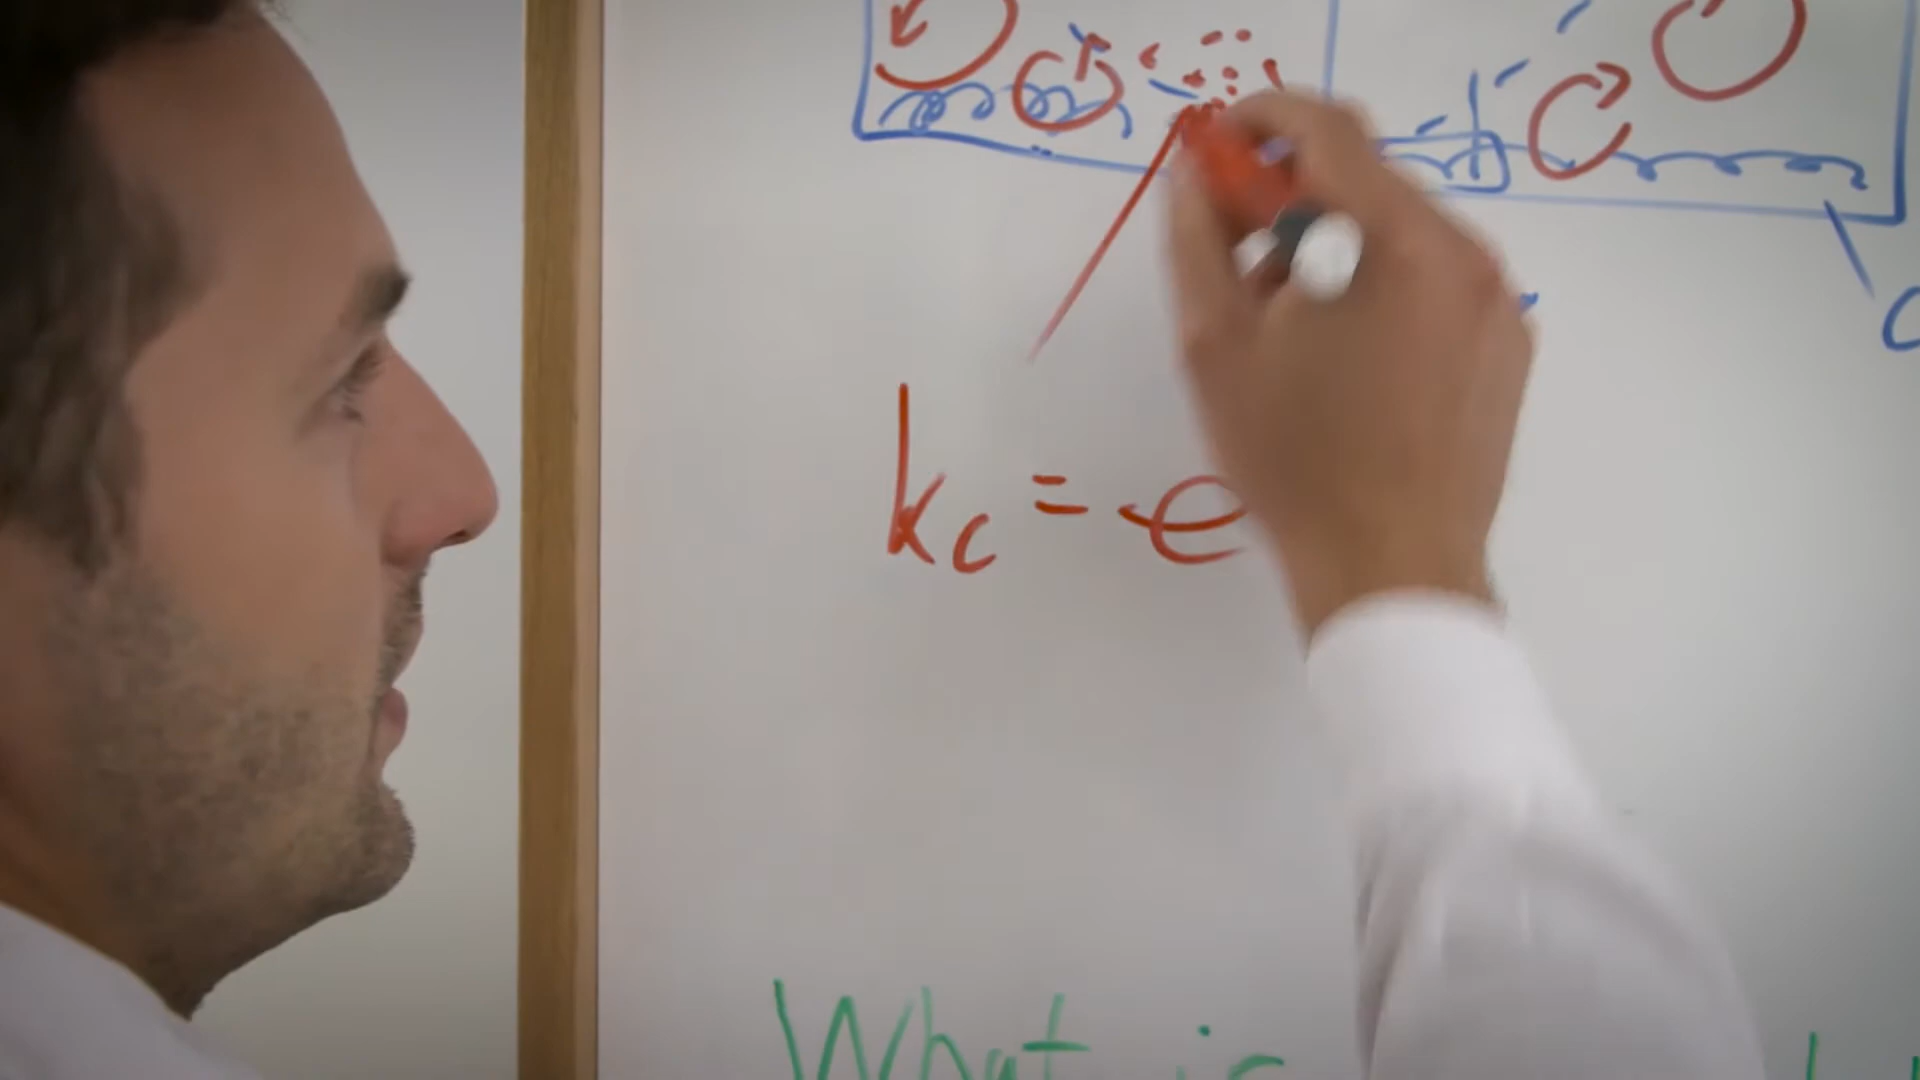 kc = e
What is